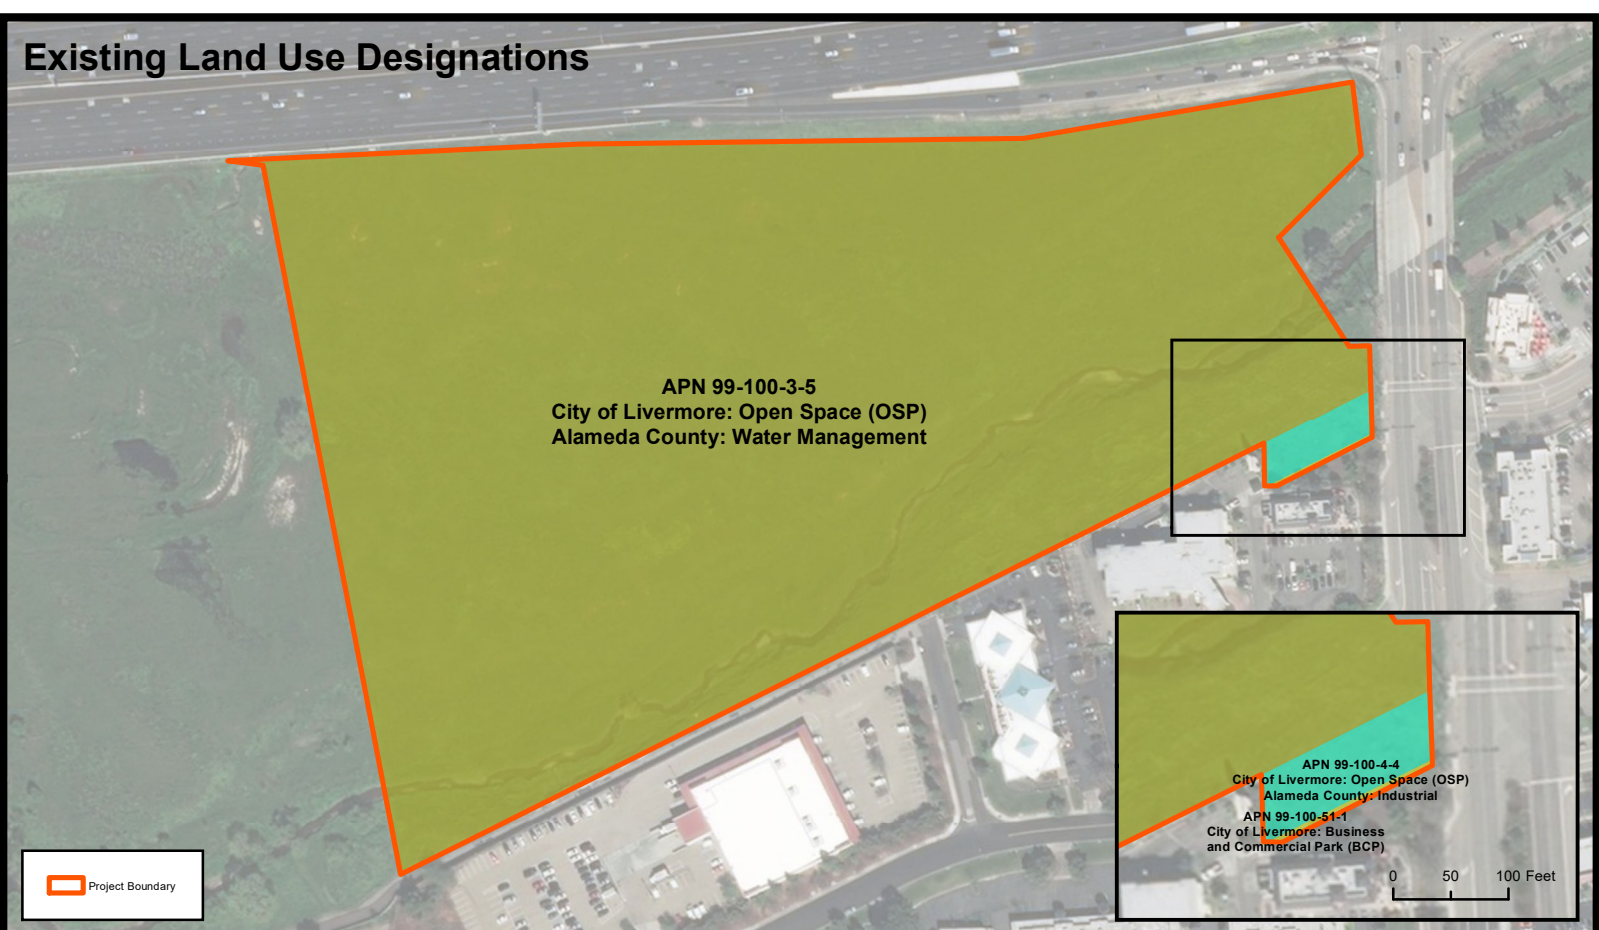 Existing Land Use Designations
APN 99-100-3-5
City of Livermore: Open Space (OSP)
Alameda County: Water Management
APN 99-100-4-4
City of Livermore: Open Space (OSP)
Alameda County: Industrial
APN 99-100-51-1
City of Livermore: Business
and Commercial Park (BCP)
0 50 100 Feet
Project Boundary